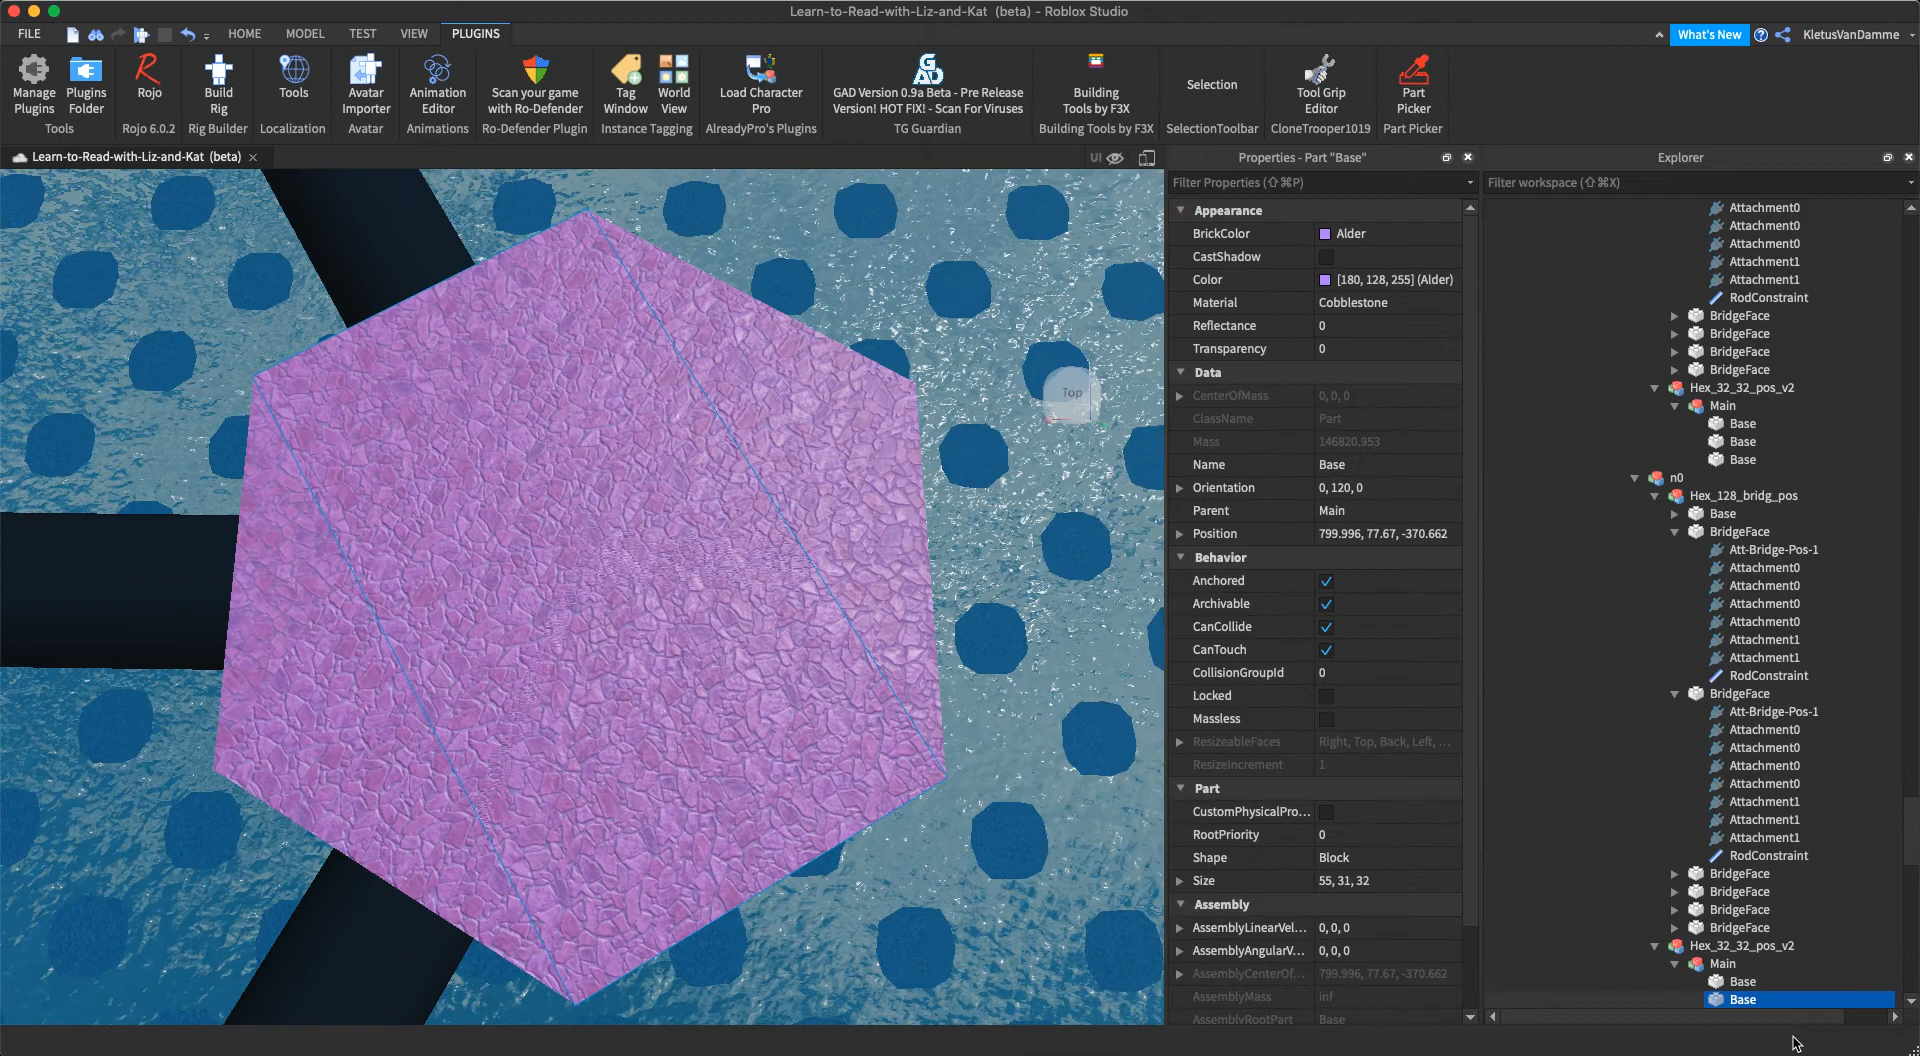 Learn-to-Read-with-Liz-and-Kat (beta) - Roblox Studio
FILE HOME MODEL TEST VIEW PLUGINS What's New KletusVanDamme
Manage Plugins
Plugins Folder
Tools
Rojo
Rojo 6.0.2
Build Rig
Rig Builder
Tools
Localization
Avatar Importer
Avatar
Animation Editor
Animations
Scan your game with Ro-Defender
Ro-Defender Plugin
Tag Window
World View
Instance Tagging
Load Character Pro
AlreadyPro's Plugins
GAD
GAD Version 0.9a Beta - Pre Release
Version! HOT FIX! - Scan For Viruses
TG Guardian
Building Tools by F3X
Building Tools by F3X
Selection
SelectionToolbar
Tool Grip Editor
CloneTrooper1019
Part Picker
Part Picker
Learn-to-Read-with-Liz-and-Kat (beta)
UI
Top
Properties - Part "Base"
Filter Properties (⇧⌘P)
Appearance
BrickColor Alder
CastShadow
Color [180, 128, 255] (Alder)
Material Cobblestone
Reflectance 0
Transparency 0
Data
CenterOfMass 0, 0, 0
ClassName Part
Mass 146820.953
Name Base
Orientation 0, 120, 0
Parent Main
Position 799.996, 77.67, -370.662
Behavior
Anchored
Archivable
CanCollide
CanTouch
CollisionGroupId 0
Locked
Massless
ResizeableFaces Right, Top, Back, Left, ...
ResizeIncrement 1
Part
CustomPhysicalPro...
RootPriority 0
Shape Block
Size 55, 31, 32
Assembly
AssemblyLinearVel... 0, 0, 0
AssemblyAngularV... 0, 0, 0
AssemblyCenterOf... 799.996, 77.67, -370.662
AssemblyMass inf
AssemblyRootPart Base
Explorer
Filter workspace (⇧⌘X)
Attachment0
Attachment0
Attachment0
Attachment1
Attachment1
RodConstraint
BridgeFace
BridgeFace
BridgeFace
BridgeFace
Hex_32_32_pos_v2
Main
Base
Base
Base
n0
Hex_128_bridg_pos
Base
BridgeFace
Att-Bridge-Pos-1
Attachment0
Attachment0
Attachment0
Attachment0
Attachment1
Attachment1
RodConstraint
BridgeFace
Att-Bridge-Pos-1
Attachment0
Attachment0
Attachment0
Attachment0
Attachment1
Attachment1
Attachment1
RodConstraint
BridgeFace
BridgeFace
BridgeFace
BridgeFace
Hex_32_32_pos_v2
Main
Base
Base